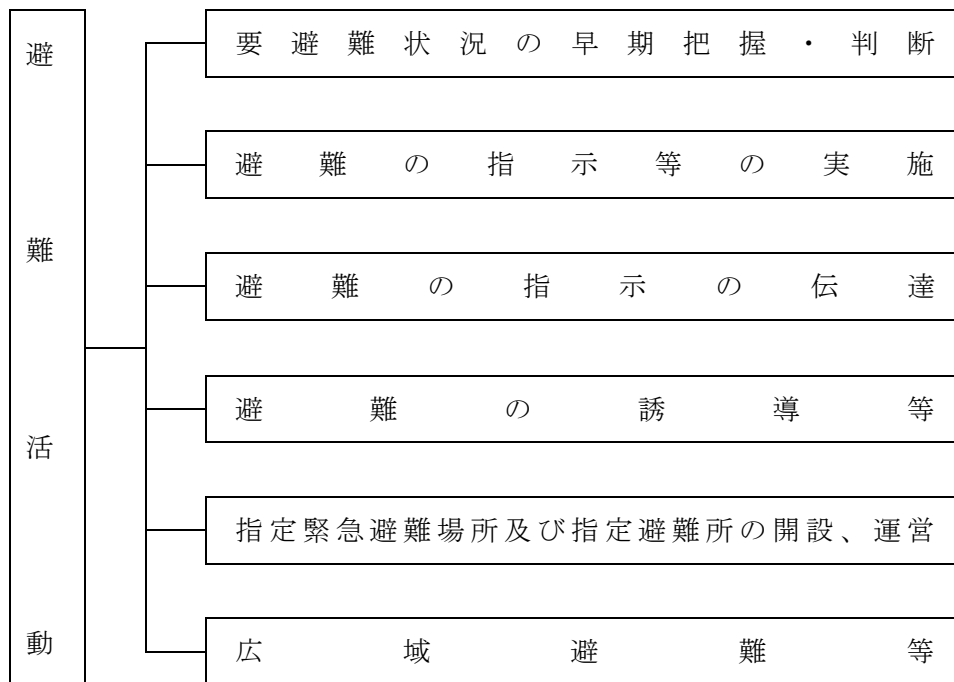 避難活動
要避難状況の早期把握・判断
避難の指示等の実施
避難の指示の伝達
避難の誘導等
指定緊急避難場所及び指定避難所の開設、運営
広域避難等